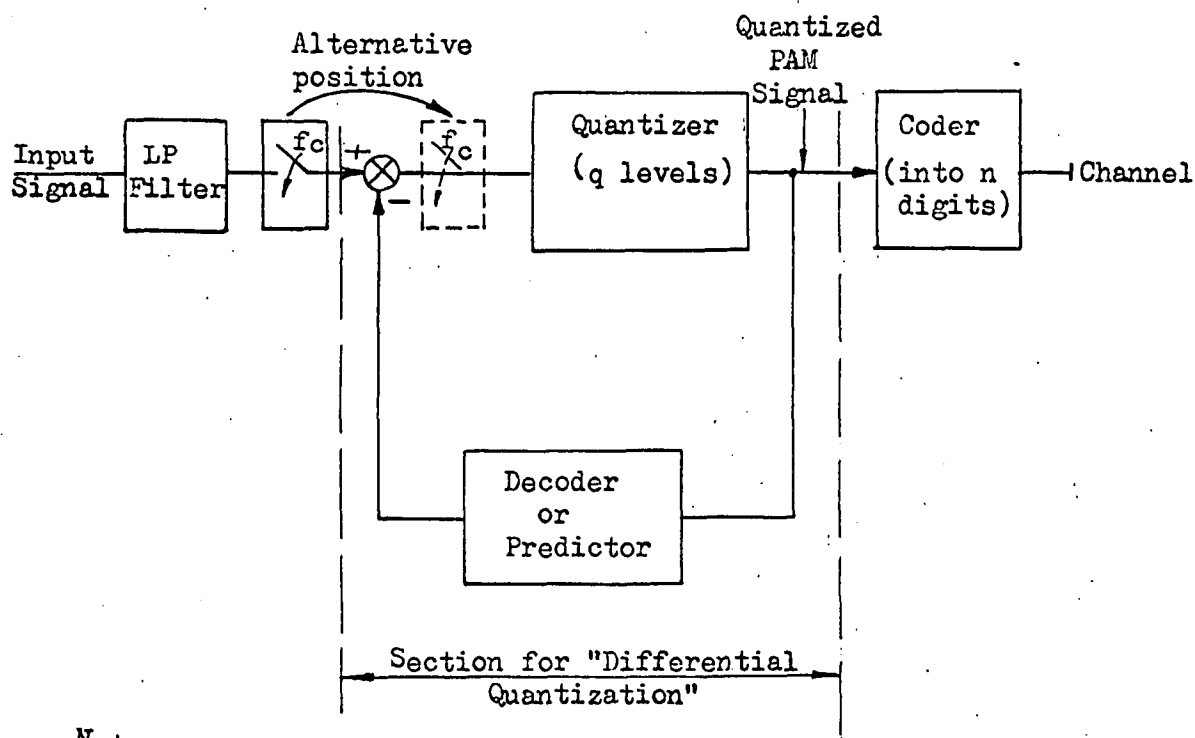 Alternative
position
Quantized
PAM
Signal
Input
Signal
LP
Filter
fc
+
−
fc
Quantizer
(q levels)
Coder
(into n
digits)
Channel
Decoder
or
Predictor
Section for "Differential
Quantization"